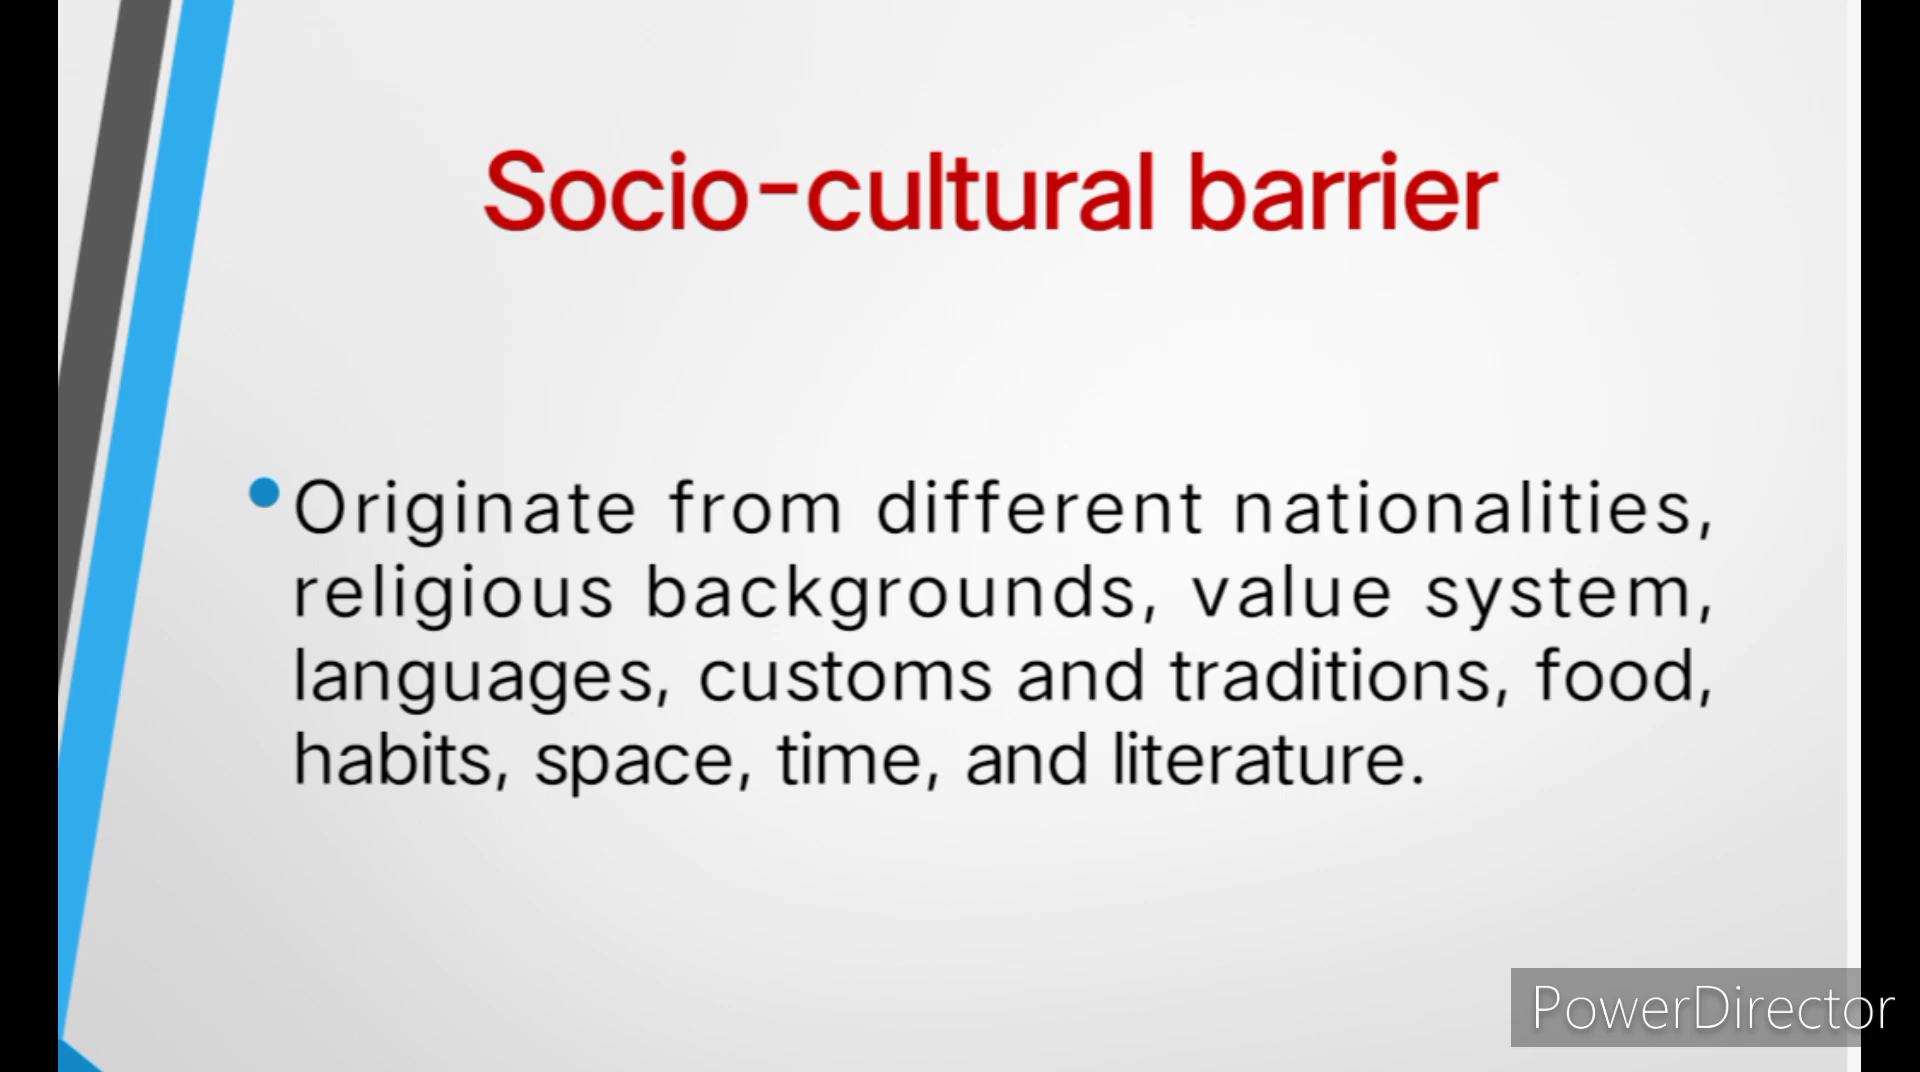 Socio-cultural barrier
Originate from different nationalities,
religious backgrounds, value system,
languages, customs and traditions, food,
habits, space, time, and literature.
PowerDirector